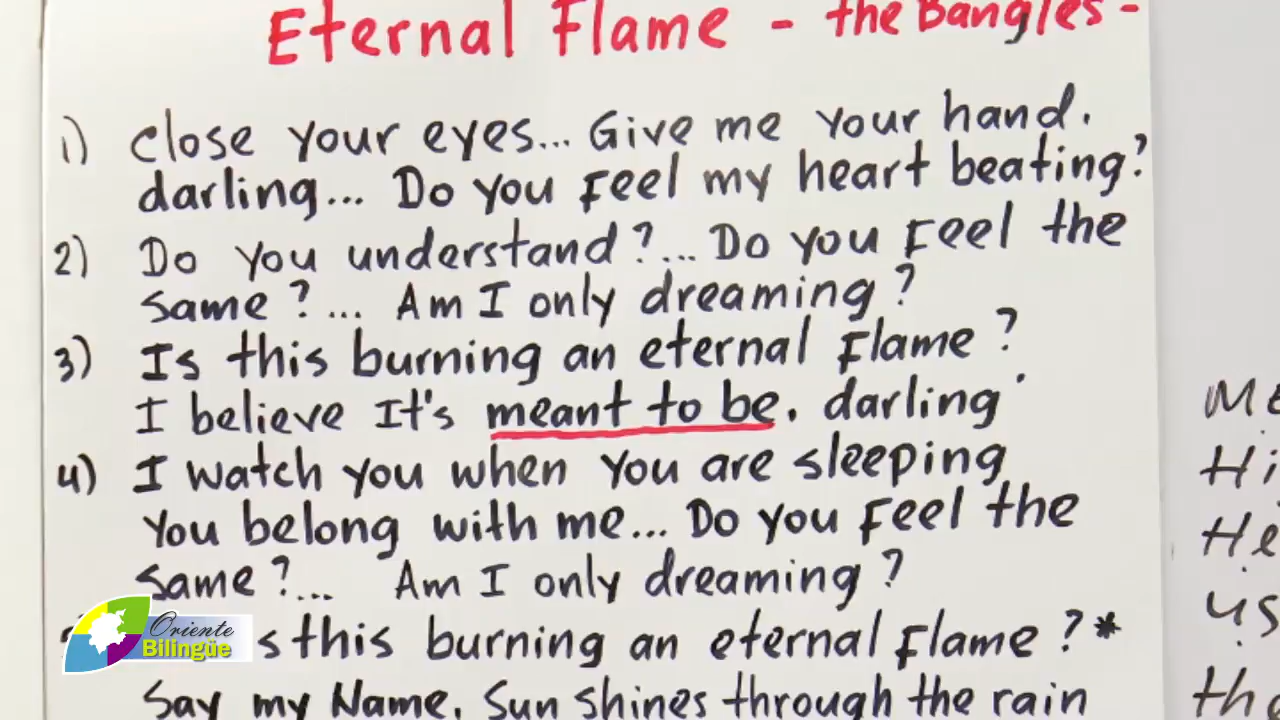 Eternal Flame - the Bangles -
1) Close your eyes... Give me your hand.
darling... Do you Feel my heart beating?
2) Do you understand?... Do you Feel the
same?... Am I only dreaming?
3) Is this burning an eternal Flame?
I believe It's meant to be. darling
4) I watch you when you are sleeping
You belong with me... Do you Feel the
same?... Am I only dreaming?
this burning an eternal Flame?*
Say my Name. Sun shines through the rain
Oriente
Bilingüe